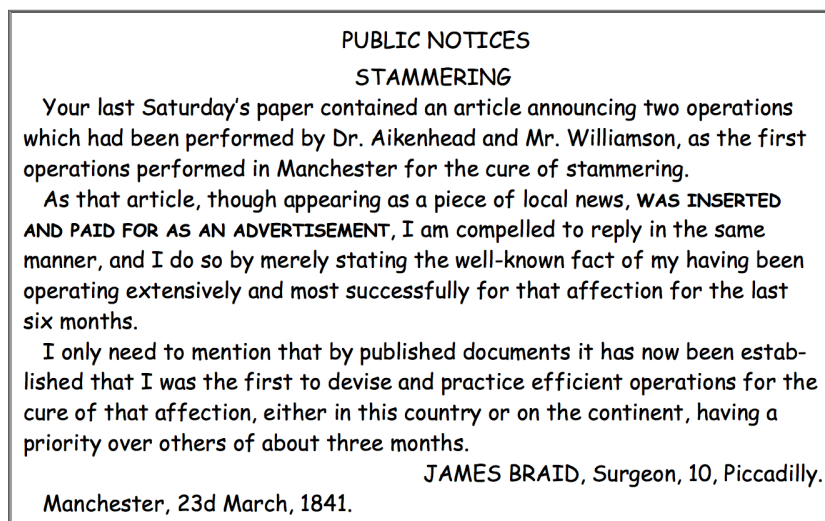 PUBLIC NOTICES
STAMMERING
Your last Saturday's paper contained an article announcing two operations
which had been performed by Dr. Aikenhead and Mr. Williamson, as the first
operations performed in Manchester for the cure of stammering.
As that article, though appearing as a piece of local news, WAS INSERTED
AND PAID FOR AS AN ADVERTISEMENT, I am compelled to reply in the same
manner, and I do so by merely stating the well-known fact of my having been
operating extensively and most successfully for that affection for the last
six months.
I only need to mention that by published documents it has now been estab-
lished that I was the first to devise and practice efficient operations for the
cure of that affection, either in this country or on the continent, having a
priority over others of about three months.
JAMES BRAID, Surgeon, 10, Piccadilly.
Manchester, 23d March, 1841.